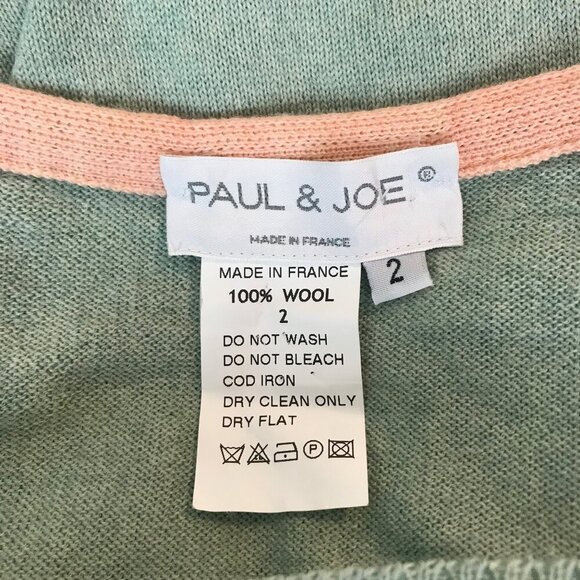 PAUL & JOE ®
MADE IN FRANCE
2
MADE IN FRANCE
100% WOOL
2
DO NOT WASH
DO NOT BLEACH
COD IRON
DRY CLEAN ONLY
DRY FLAT